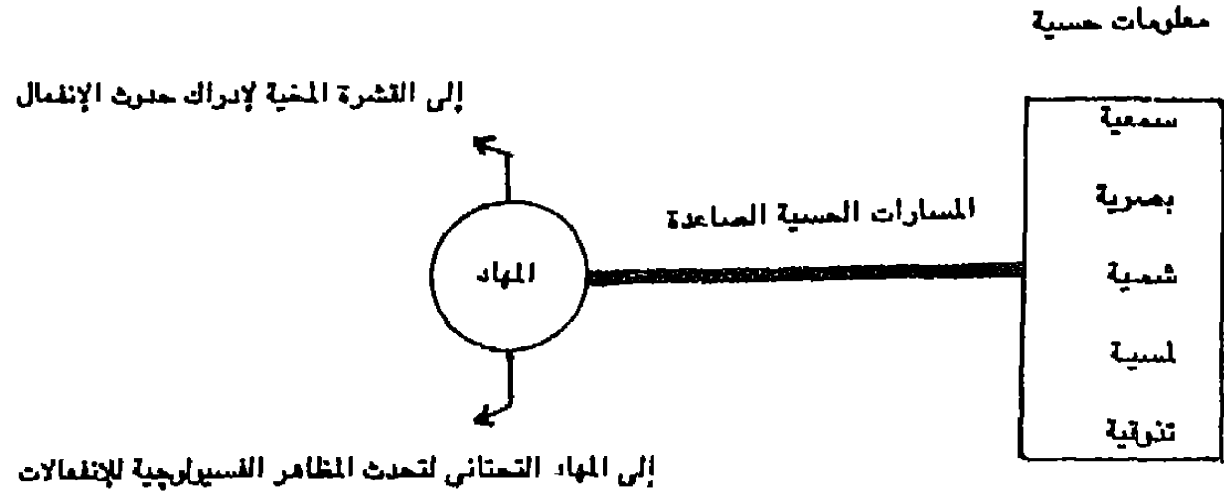 معلومات حسية
إلى القشرة المخية لإدراك حدوث الإنفعال
سمعية
بصرية
المسارات الحسية الصاعدة
شمية
المهاد
لمسية
تذوقية
إلى المهاد التحتاني لتحدث المظاهر الفسيولوجية للإنفعالات